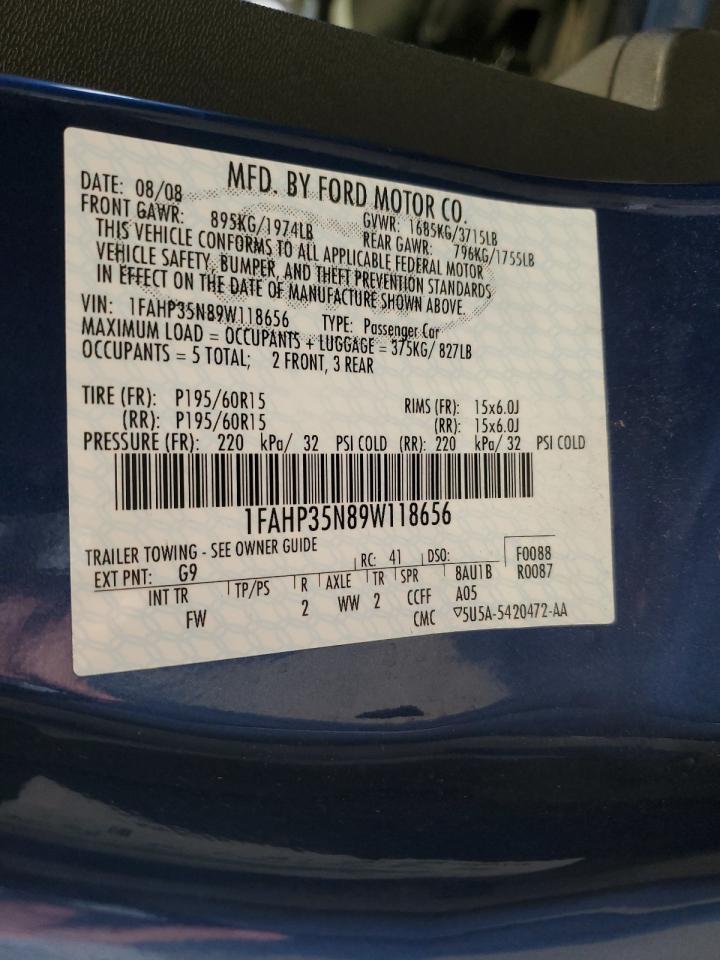 MFD. BY FORD MOTOR CO.
DATE: 08/08 GVWR: 1685KG/3715LB
FRONT GAWR: 895KG/1974LB REAR GAWR: 796KG/1755LB
THIS VEHICLE CONFORMS TO ALL APPLICABLE FEDERAL MOTOR
VEHICLE SAFETY, BUMPER, AND THEFT PREVENTION STANDARDS
IN EFFECT ON THE DATE OF MANUFACTURE SHOWN ABOVE.
VIN: 1FAHP35N89W118656 TYPE: Passenger Car
MAXIMUM LOAD = OCCUPANTS + LUGGAGE = 375KG/ 827LB
OCCUPANTS = 5 TOTAL; 2 FRONT, 3 REAR
TIRE (FR): P195/60R15 RIMS (FR): 15x6.0J
(RR): P195/60R15 (RR): 15x6.0J
PRESSURE (FR): 220 kPa/ 32 PSI COLD (RR): 220 kPa/ 32 PSI COLD
1FAHP35N89W118656
TRAILER TOWING - SEE OWNER GUIDE F0088
EXT PNT: G9 RC: 41 DSO: R0087
INT TR TP/PS R AXLE TR SPR 8AU1B
FW 2 WW 2 CCFF A05
CMC ▽5U5A-5420472-AA